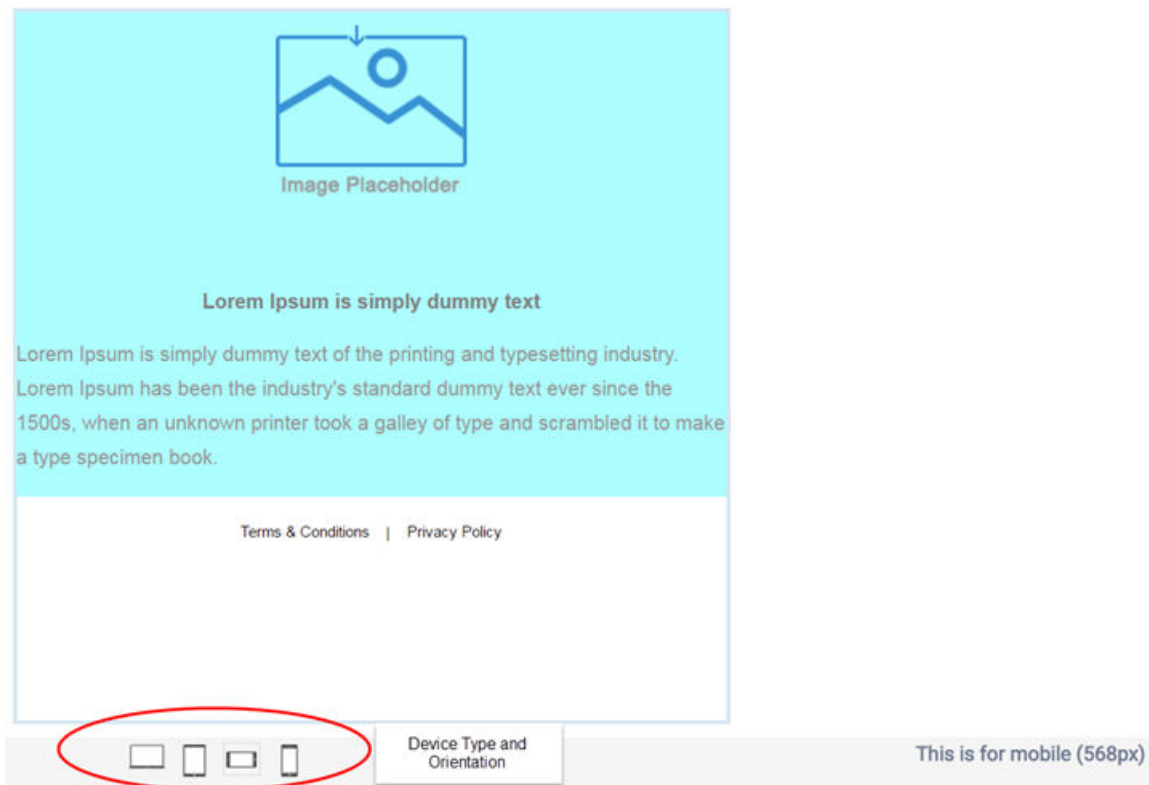 Image Placeholder
Lorem Ipsum is simply dummy text
Lorem Ipsum is simply dummy text of the printing and typesetting industry.
Lorem Ipsum has been the industry's standard dummy text ever since the
1500s, when an unknown printer took a galley of type and scrambled it to make
a type specimen book.
Terms & Conditions | Privacy Policy
Device Type and
Orientation
This is for mobile (568px)